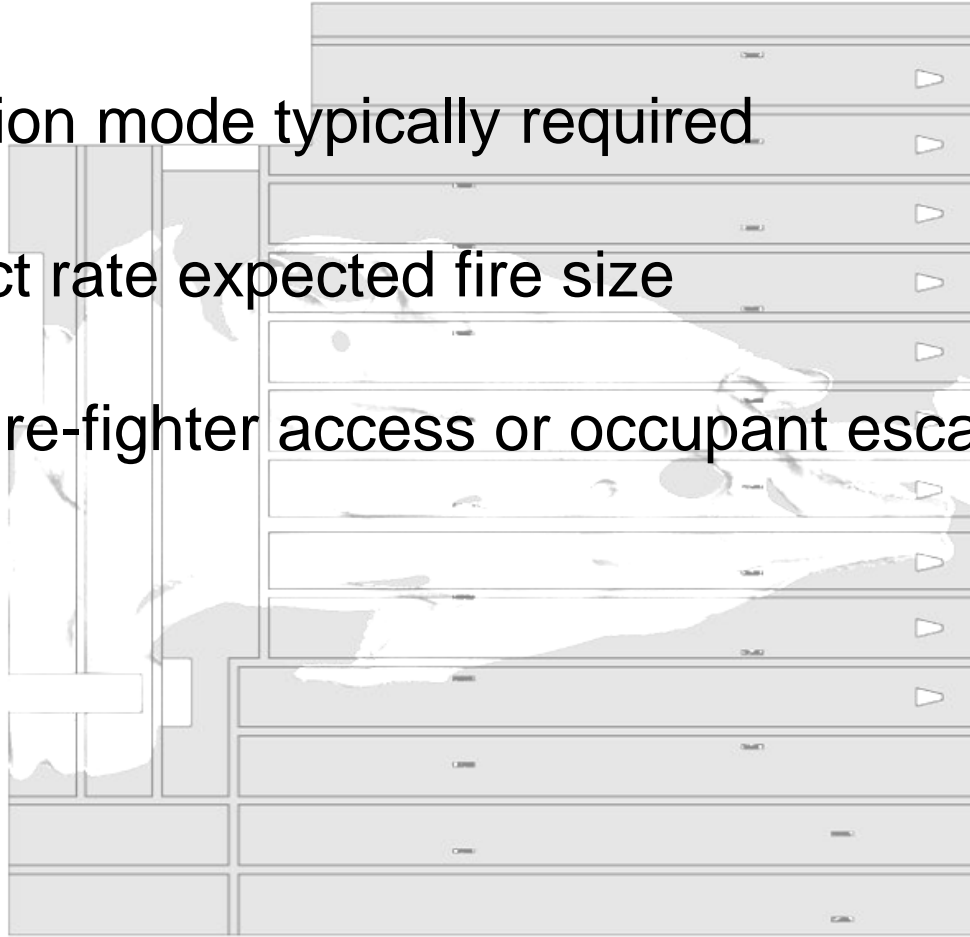 ion mode typically required
ct rate expected fire size
re-fighter access or occupant esca